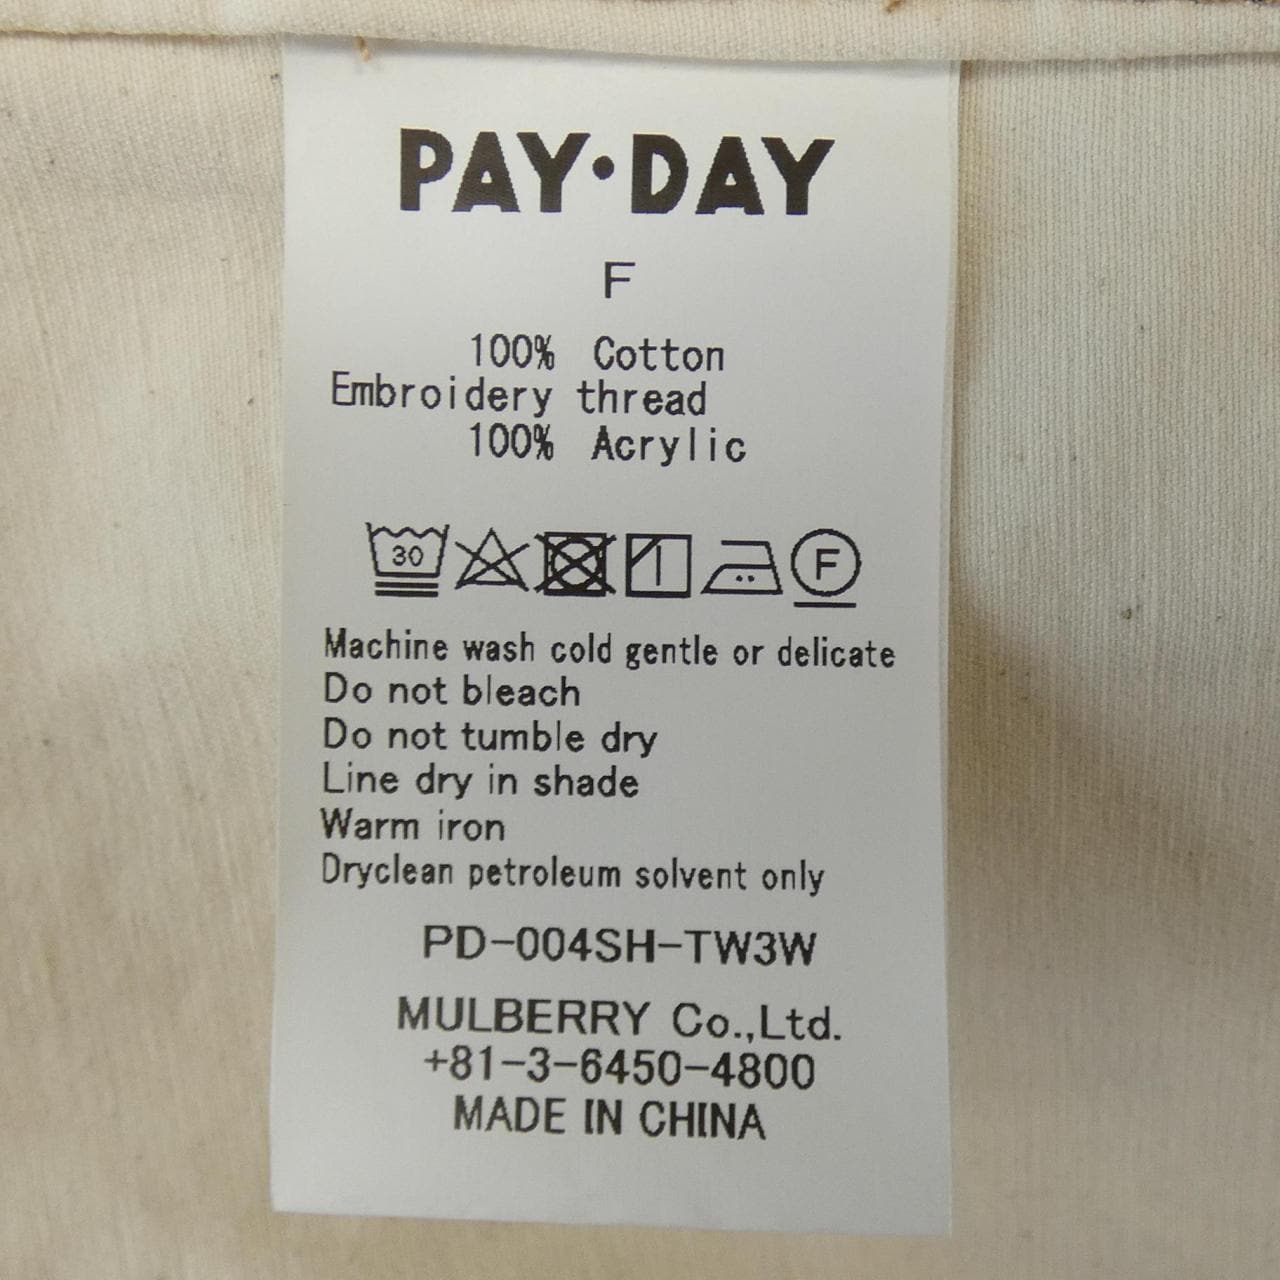 PAY·DAY
F
100% Cotton
Embroidery thread
100% Acrylic
30 F
Machine wash cold gentle or delicate
Do not bleach
Do not tumble dry
Line dry in shade
Warm iron
Dryclean petroleum solvent only
PD-004SH-TW3W
MULBERRY Co.,Ltd.
+81-3-6450-4800
MADE IN CHINA